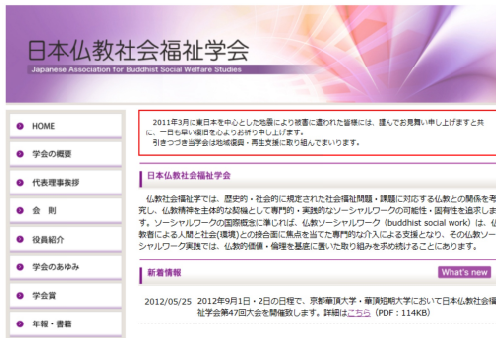 日本仏教社会福祉学会
Japanese Association for Buddhist Social Welfare Studies
HOME
学会の概要
代表理事挨拶
会 則
役員紹介
学会のあゆみ
学会賞
年報・書籍
2011年3月に東日本を中心とした地震により被害に遭われた皆様には、謹んでお見舞い申し上げますと共
に、一日も早い復旧を心よりお祈り申し上げます。
引きつづき当学会は地域復興・再生支援に取り組んでまいります。
日本仏教社会福祉学会
仏教社会福祉学では、歴史的・社会的に規定された社会福祉問題・課題に対応する仏教との関係を考
究し、仏教精神を主体的な契機として専門的・実践的なソーシャルワークの可能性・固有性を追求しま
す。ソーシャルワークの国際概念に準じれば、仏教ソーシャルワーク（buddhist social work）は、仏
教者による人間と社会(環境)との接合面に焦点を当てた専門的な介入による支援となり、その仏教ソー
シャルワーク実践では、仏教的価値・倫理を基底に置いた取り組みを求め続けることにあります。
新着情報
What's new
2012/05/25 2012年9月1日・2日の日程で、京都華頂大学・華頂短期大学において日本仏教社会福
祉学会第47回大会を開催致します。詳細はこちら（PDF：114KB）